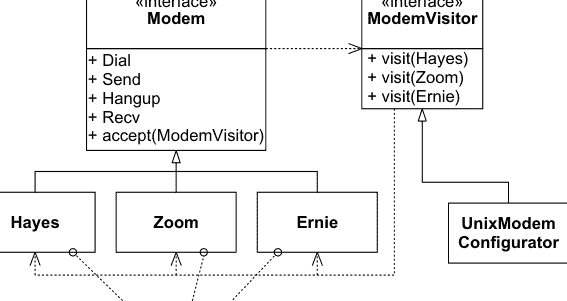 «interface»
Modem
+ Dial
+ Send
+ Hangup
+ Recv
+ accept(ModemVisitor)
«interface»
ModemVisitor
+ visit(Hayes)
+ visit(Zoom)
+ visit(Ernie)
Hayes
Zoom
Ernie
UnixModem
Configurator